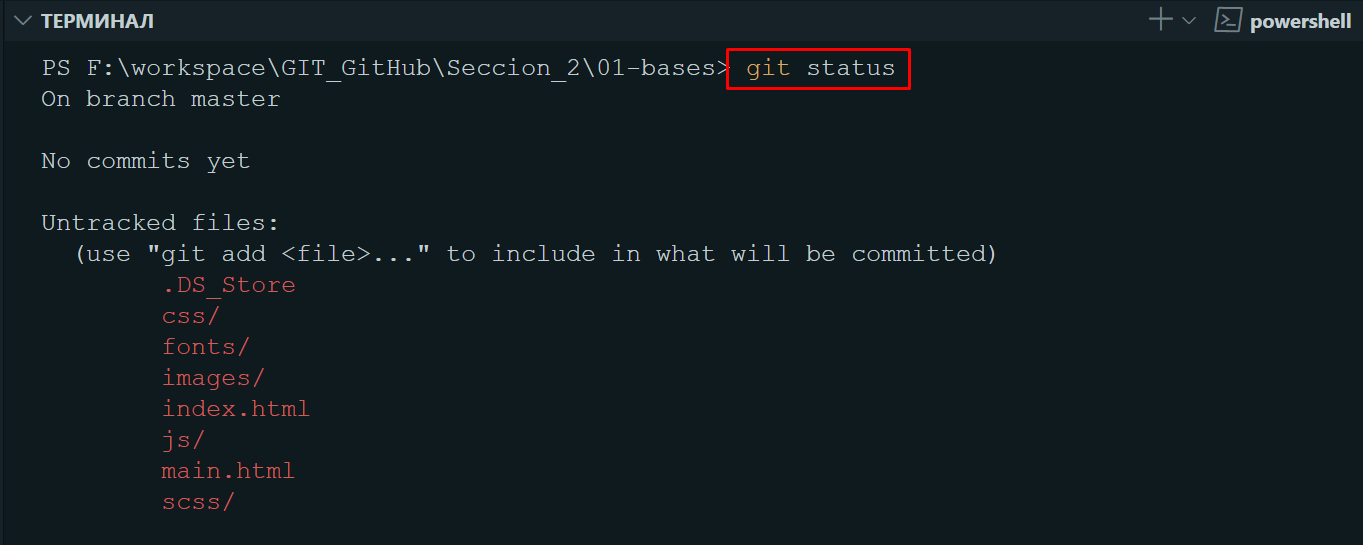 ТЕРМИНАЛ powershell
PS F:\workspace\GIT_GitHub\Seccion_2\01-bases> git status
On branch master
No commits yet
Untracked files:
(use "git add <file>..." to include in what will be committed)
.DS_Store
css/
fonts/
images/
index.html
js/
main.html
scss/